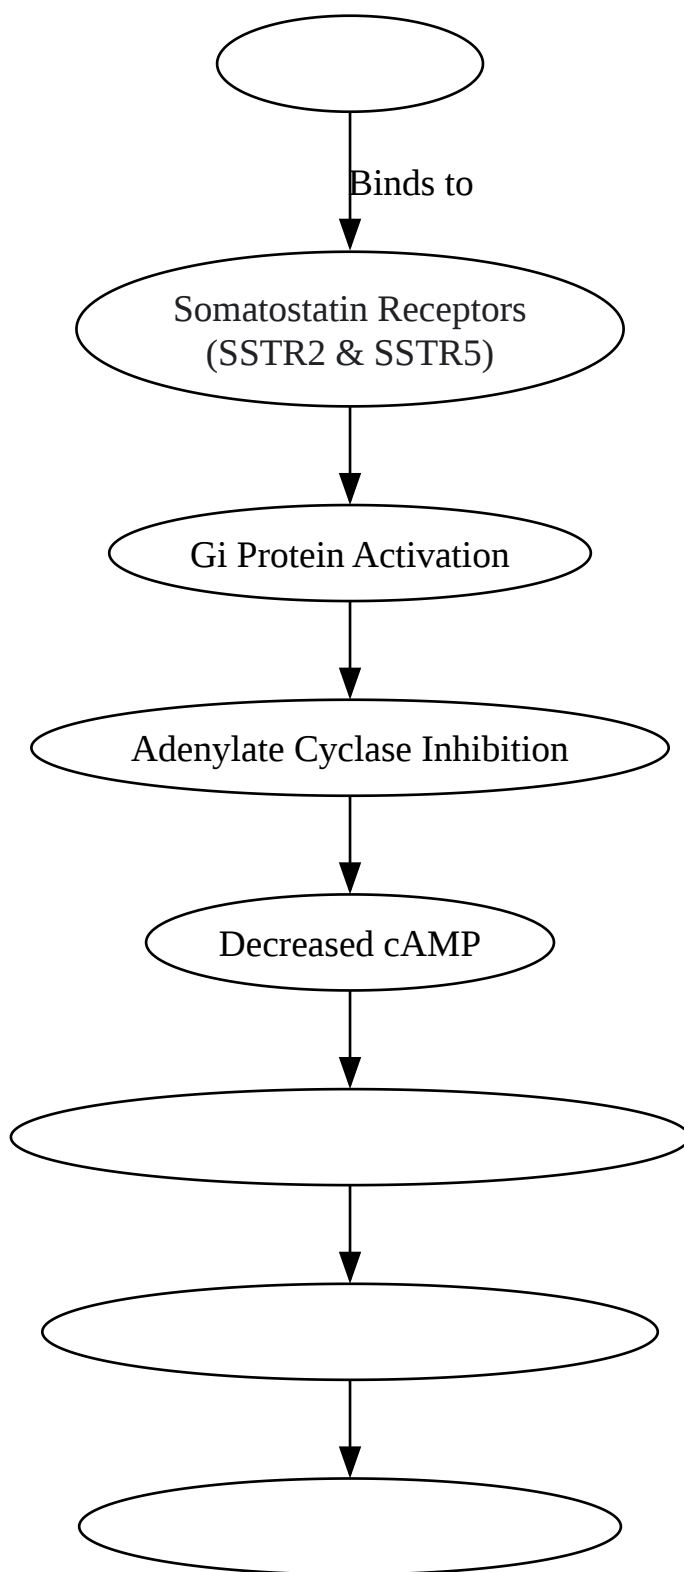 Binds to
Somatostatin Receptors
(SSTR2 & SSTR5)
Gi Protein Activation
Adenylate Cyclase Inhibition
Decreased cAMP